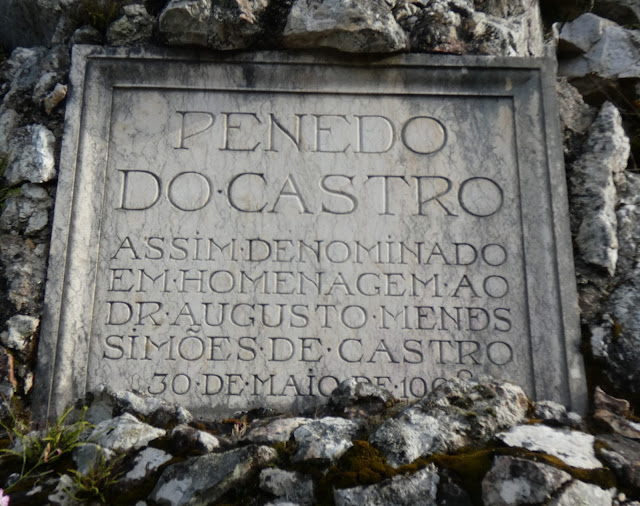 PENEDO
DO·CASTRO
ASSIM·DENOMINADO
EM·HOMENAGEM·AO
DR·AUGUSTO·MENDES
SIMÕES·DE·CASTRO
30·DE·MAIO·DE